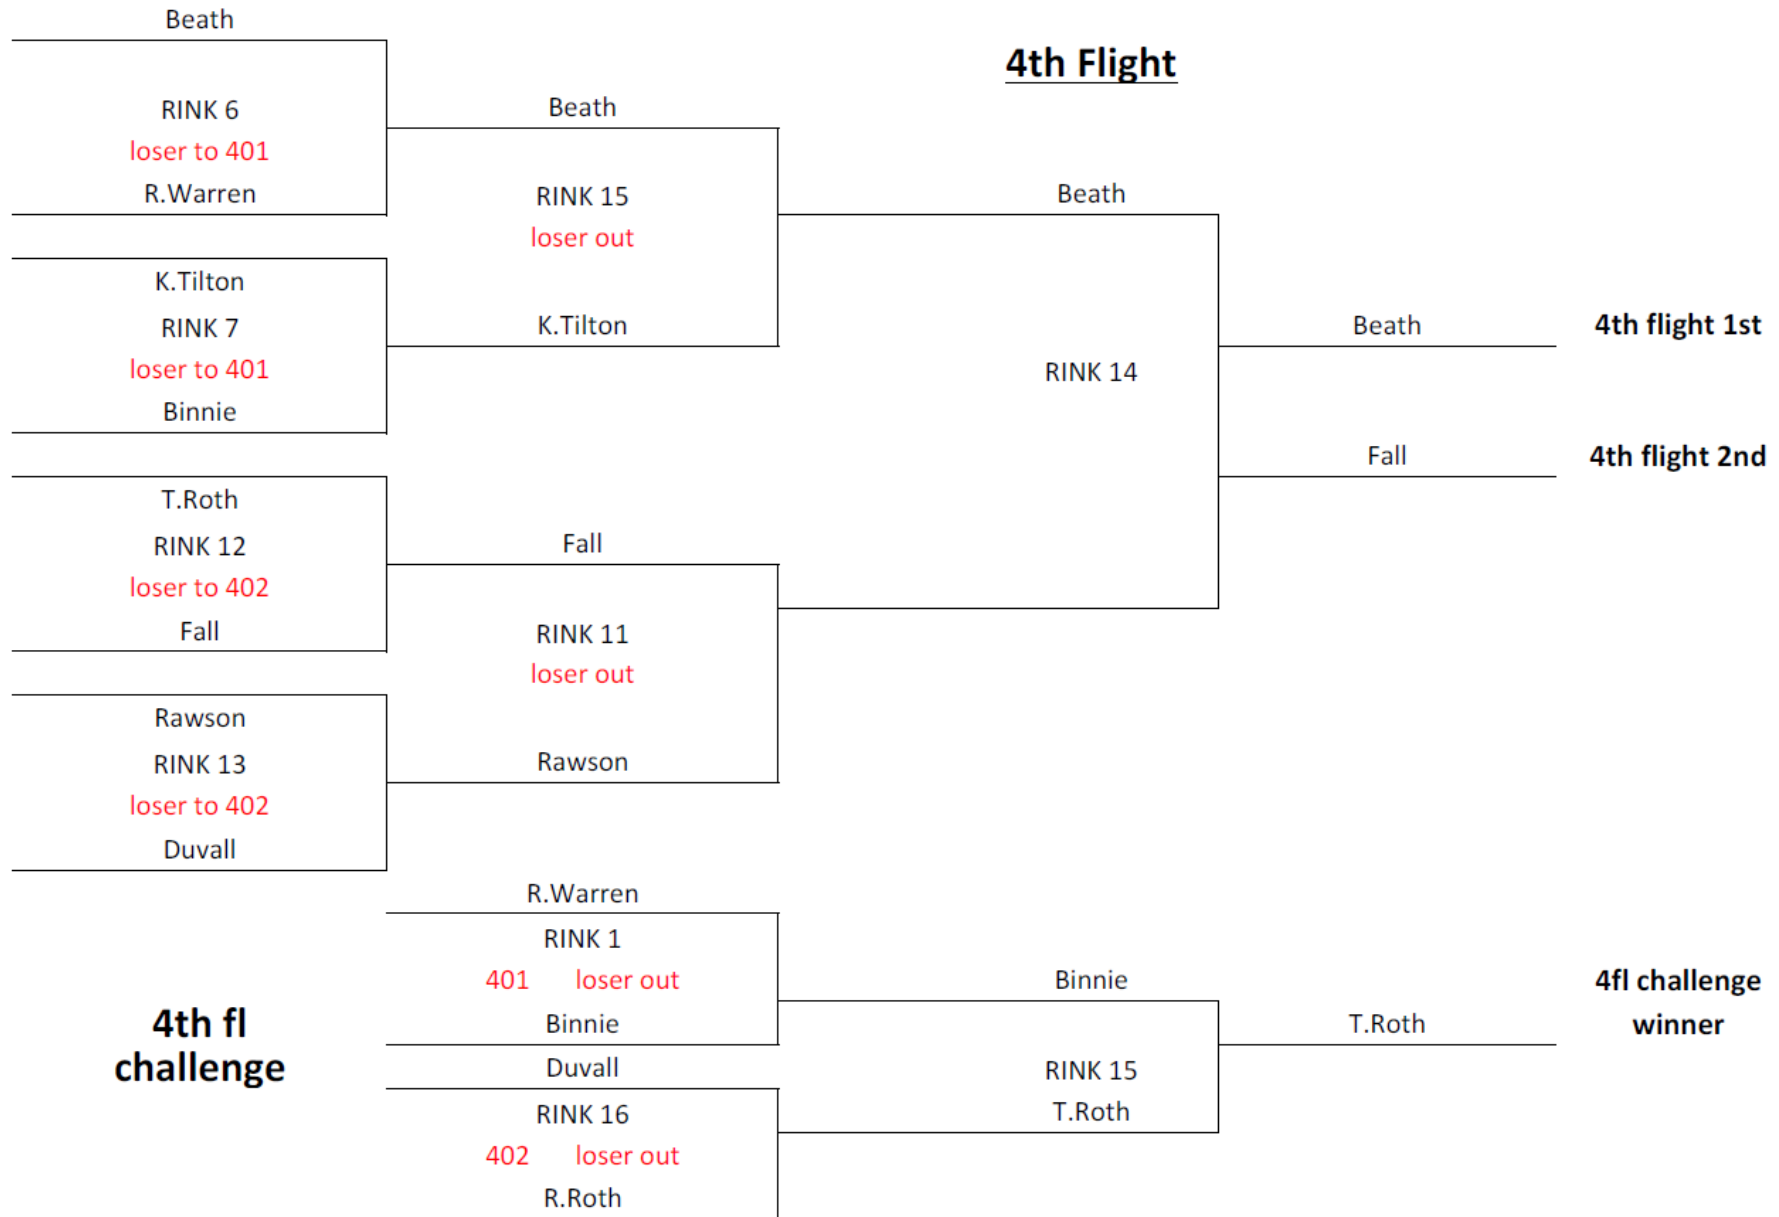 Beath
4th Flight
RINK 6
Beath
loser to 401
R.Warren
RINK 15
Beath
loser out
K.Tilton
RINK 7
K.Tilton
Beath
4th flight 1st
loser to 401
RINK 14
Binnie
Fall
4th flight 2nd
T.Roth
RINK 12
Fall
loser to 402
Fall
RINK 11
loser out
Rawson
RINK 13
Rawson
loser to 402
Duvall
R.Warren
RINK 1
401 loser out
Binnie
4fl challenge
winner
4th fl
challenge
Binnie
T.Roth
Duvall
RINK 15
RINK 16
T.Roth
402 loser out
R.Roth